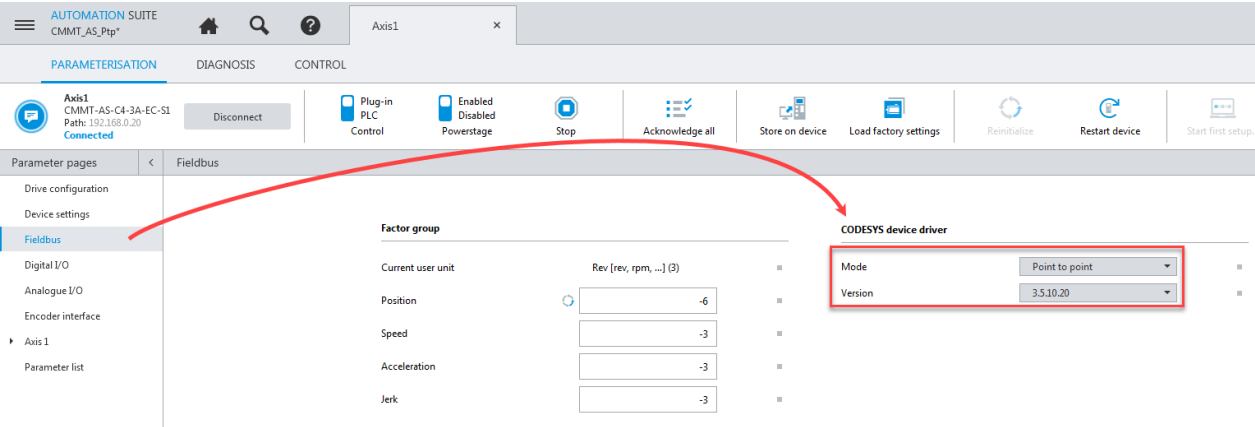 AUTOMATION SUITE
CMMT_AS_Ptp*
Axis1 ×
PARAMETERISATION DIAGNOSIS CONTROL
Axis1
CMMT-AS-C4-3A-EC-S1
Path: 192.168.0.20
Connected
Disconnect
Plug-in
PLC
Control
Enabled
Disabled
Powerstage
Stop
Acknowledge all
Store on device
Load factory settings
Reinitialize
Restart device
Start first setup.
Parameter pages <
Fieldbus
Drive configuration
Device settings
Fieldbus
Digital I/O
Analogue I/O
Encoder interface
Axis 1
Parameter list
Factor group
Current user unit Rev [rev, rpm, ...] (3)
Position -6
Speed -3
Acceleration -3
Jerk -3
CODESYS device driver
Mode Point to point
Version 3.5.10.20